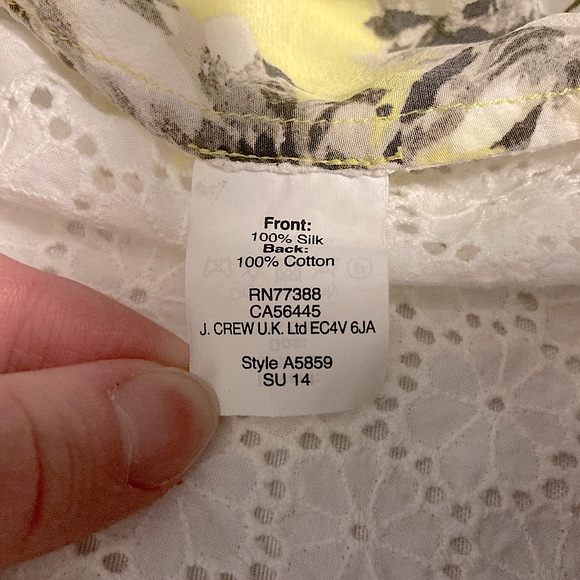 Front:
100% Silk
Back:
100% Cotton
RN77388
CA56445
J. CREW U.K. Ltd EC4V 6JA
Style A5859
SU 14